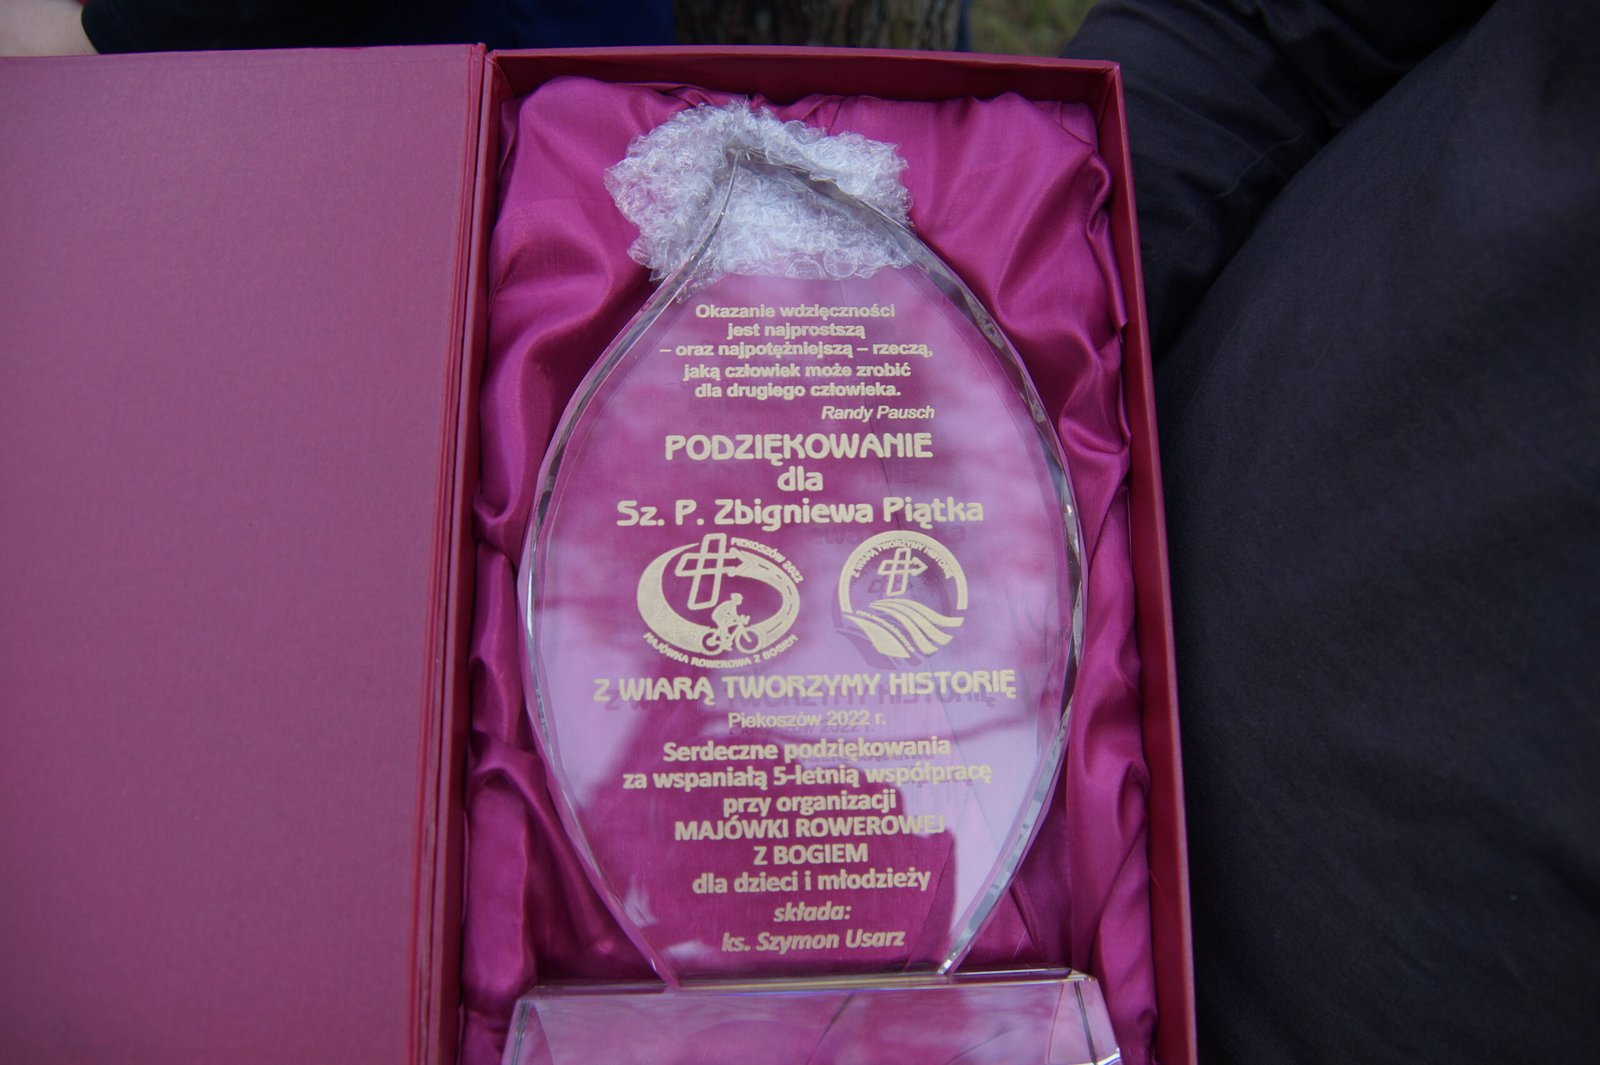 Okazanie wdzięczności
jest najprostszą
– oraz najpotężniejszą – rzeczą,
jaką człowiek może zrobić
dla drugiego człowieka.
Randy Pausch
PODZIĘKOWANIE
dla
Sz. P. Zbigniewa Piątka
PIEKOSZÓW 2022
MAJÓWKA ROWEROWA Z BOGIEM
Z WIARĄ TWORZYMY HISTORIĘ
Z WIARĄ TWORZYMY HISTORIĘ
Piekoszów 2022 r.
Serdeczne podziękowania
za wspaniałą 5-letnią współpracę
przy organizacji
MAJÓWKI ROWEROWEJ
Z BOGIEM
dla dzieci i młodzieży
składa:
ks. Szymon Usarz